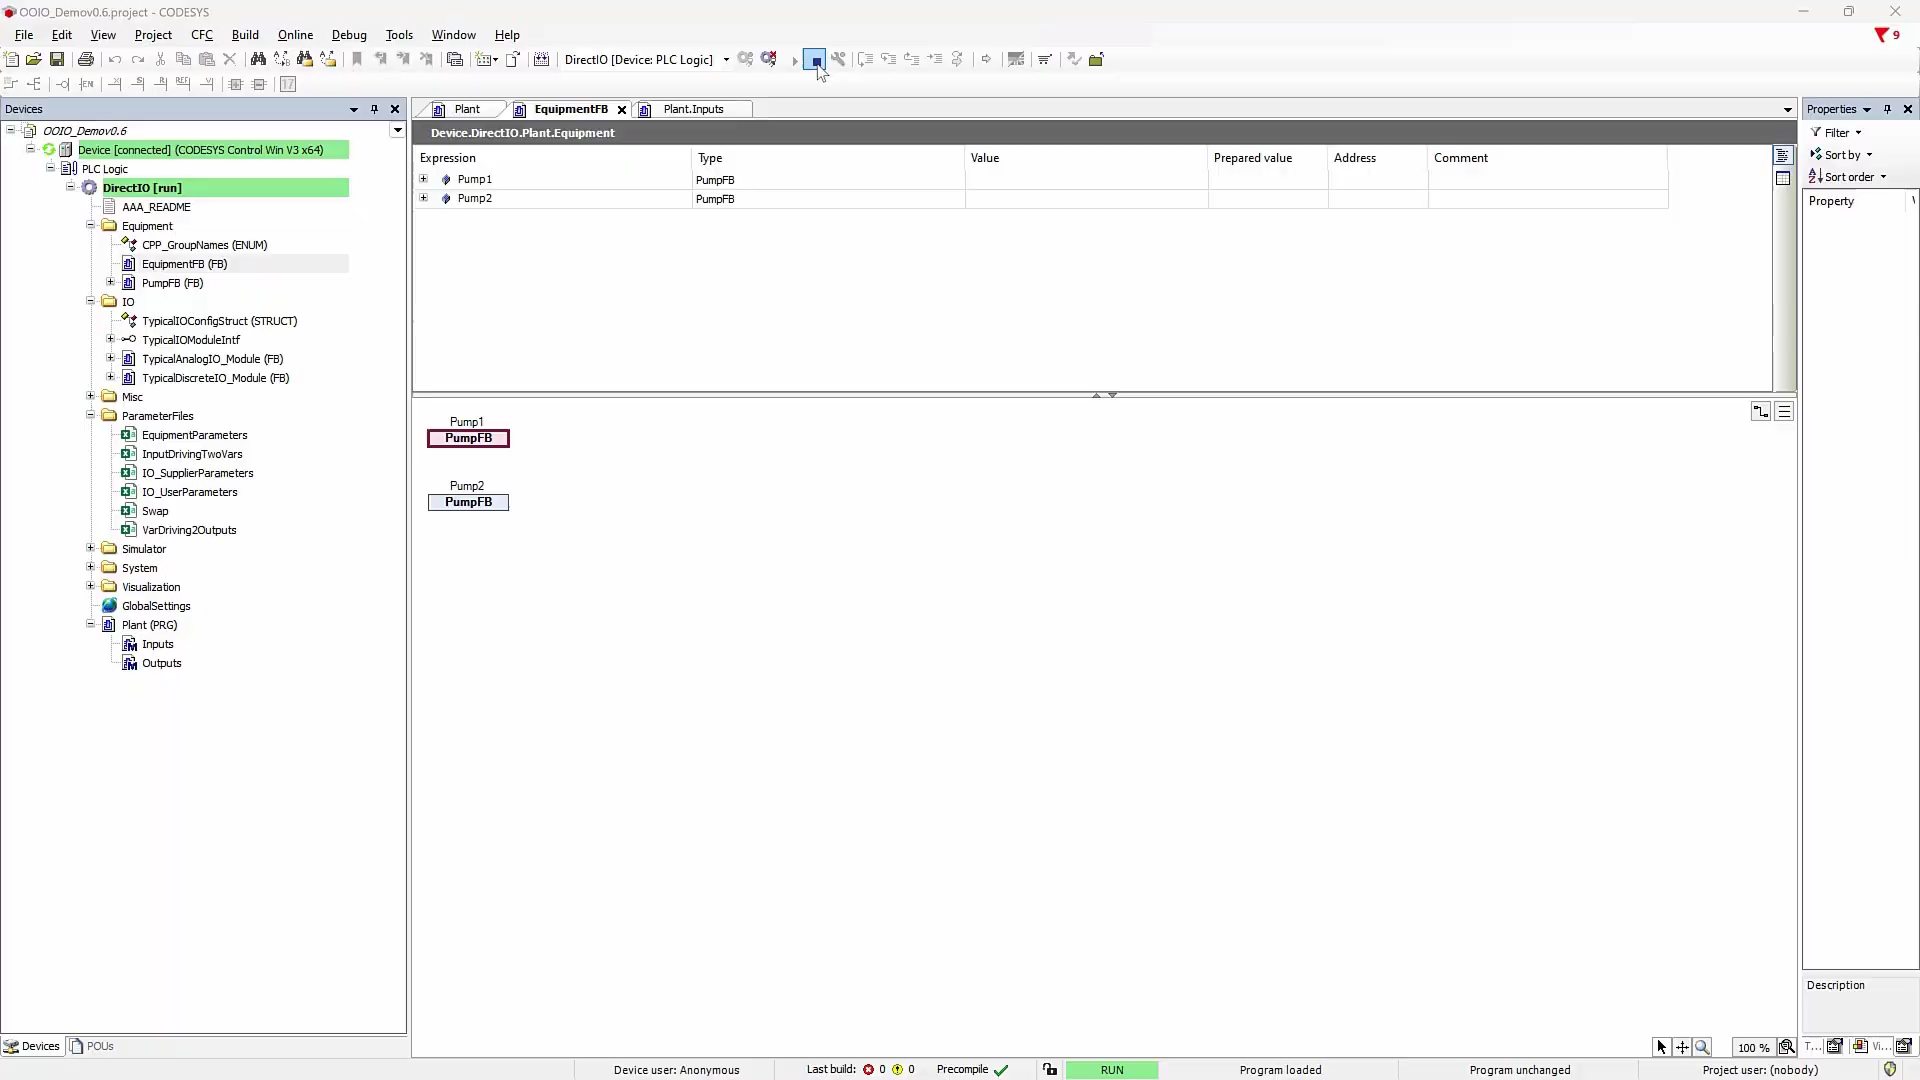 OOIO_Demov0.6.project - CODESYS
File Edit View Project CFC Build Online Debug Tools Window Help
9
DirectIO [Device: PLC Logic]
Devices
OOIO_Demov0.6
Device [connected] (CODESYS Control Win V3 x64)
PLC Logic
DirectIO [run]
AAA_README
Equipment
CPP_GroupNames (ENUM)
EquipmentFB (FB)
PumpFB (FB)
IO
TypicalIOConfigStruct (STRUCT)
TypicalIOModuleIntf
TypicalAnalogIO_Module (FB)
TypicalDiscreteIO_Module (FB)
Misc
ParameterFiles
EquipmentParameters
InputDrivingTwoVars
IO_SupplierParameters
IO_UserParameters
Swap
VarDriving2Outputs
Simulator
System
Visualization
GlobalSettings
Plant (PRG)
Inputs
Outputs
Devices POUs
Plant EquipmentFB Plant.Inputs
Device.DirectIO.Plant.Equipment
Expression Type Value Prepared value Address Comment
Pump1 PumpFB
Pump2 PumpFB
Pump1
PumpFB
Pump2
PumpFB
100 %
Properties
Filter
Sort by
Sort order
Property
Description
T... Vi...
Device user: Anonymous Last build: 0 0 Precompile RUN Program loaded Program unchanged Project user: (nobody)